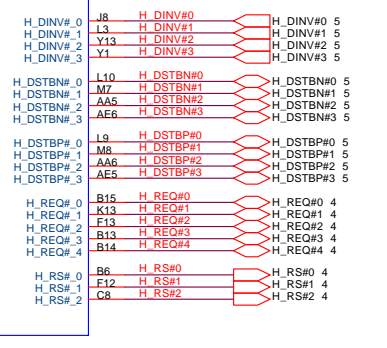 H_DINV#_0 J8 H_DINV#0 H_DINV#0 5
H_DINV#_1 L3 H_DINV#1 H_DINV#1 5
H_DINV#_2 Y13 H_DINV#2 H_DINV#2 5
H_DINV#_3 Y1 H_DINV#3 H_DINV#3 5
H_DSTBN#_0 L10 H_DSTBN#0 H_DSTBN#0 5
H_DSTBN#_1 M7 H_DSTBN#1 H_DSTBN#1 5
H_DSTBN#_2 AA5 H_DSTBN#2 H_DSTBN#2 5
H_DSTBN#_3 AE6 H_DSTBN#3 H_DSTBN#3 5
H_DSTBP#_0 L9 H_DSTBP#0 H_DSTBP#0 5
H_DSTBP#_1 M8 H_DSTBP#1 H_DSTBP#1 5
H_DSTBP#_2 AA6 H_DSTBP#2 H_DSTBP#2 5
H_DSTBP#_3 AE5 H_DSTBP#3 H_DSTBP#3 5
H_REQ#_0 B15 H_REQ#0 H_REQ#0 4
H_REQ#_1 K13 H_REQ#1 H_REQ#1 4
H_REQ#_2 F13 H_REQ#2 H_REQ#2 4
H_REQ#_3 B13 H_REQ#3 H_REQ#3 4
H_REQ#_4 B14 H_REQ#4 H_REQ#4 4
H_RS#_0 B6 H_RS#0 H_RS#0 4
H_RS#_1 F12 H_RS#1 H_RS#1 4
H_RS#_2 C8 H_RS#2 H_RS#2 4